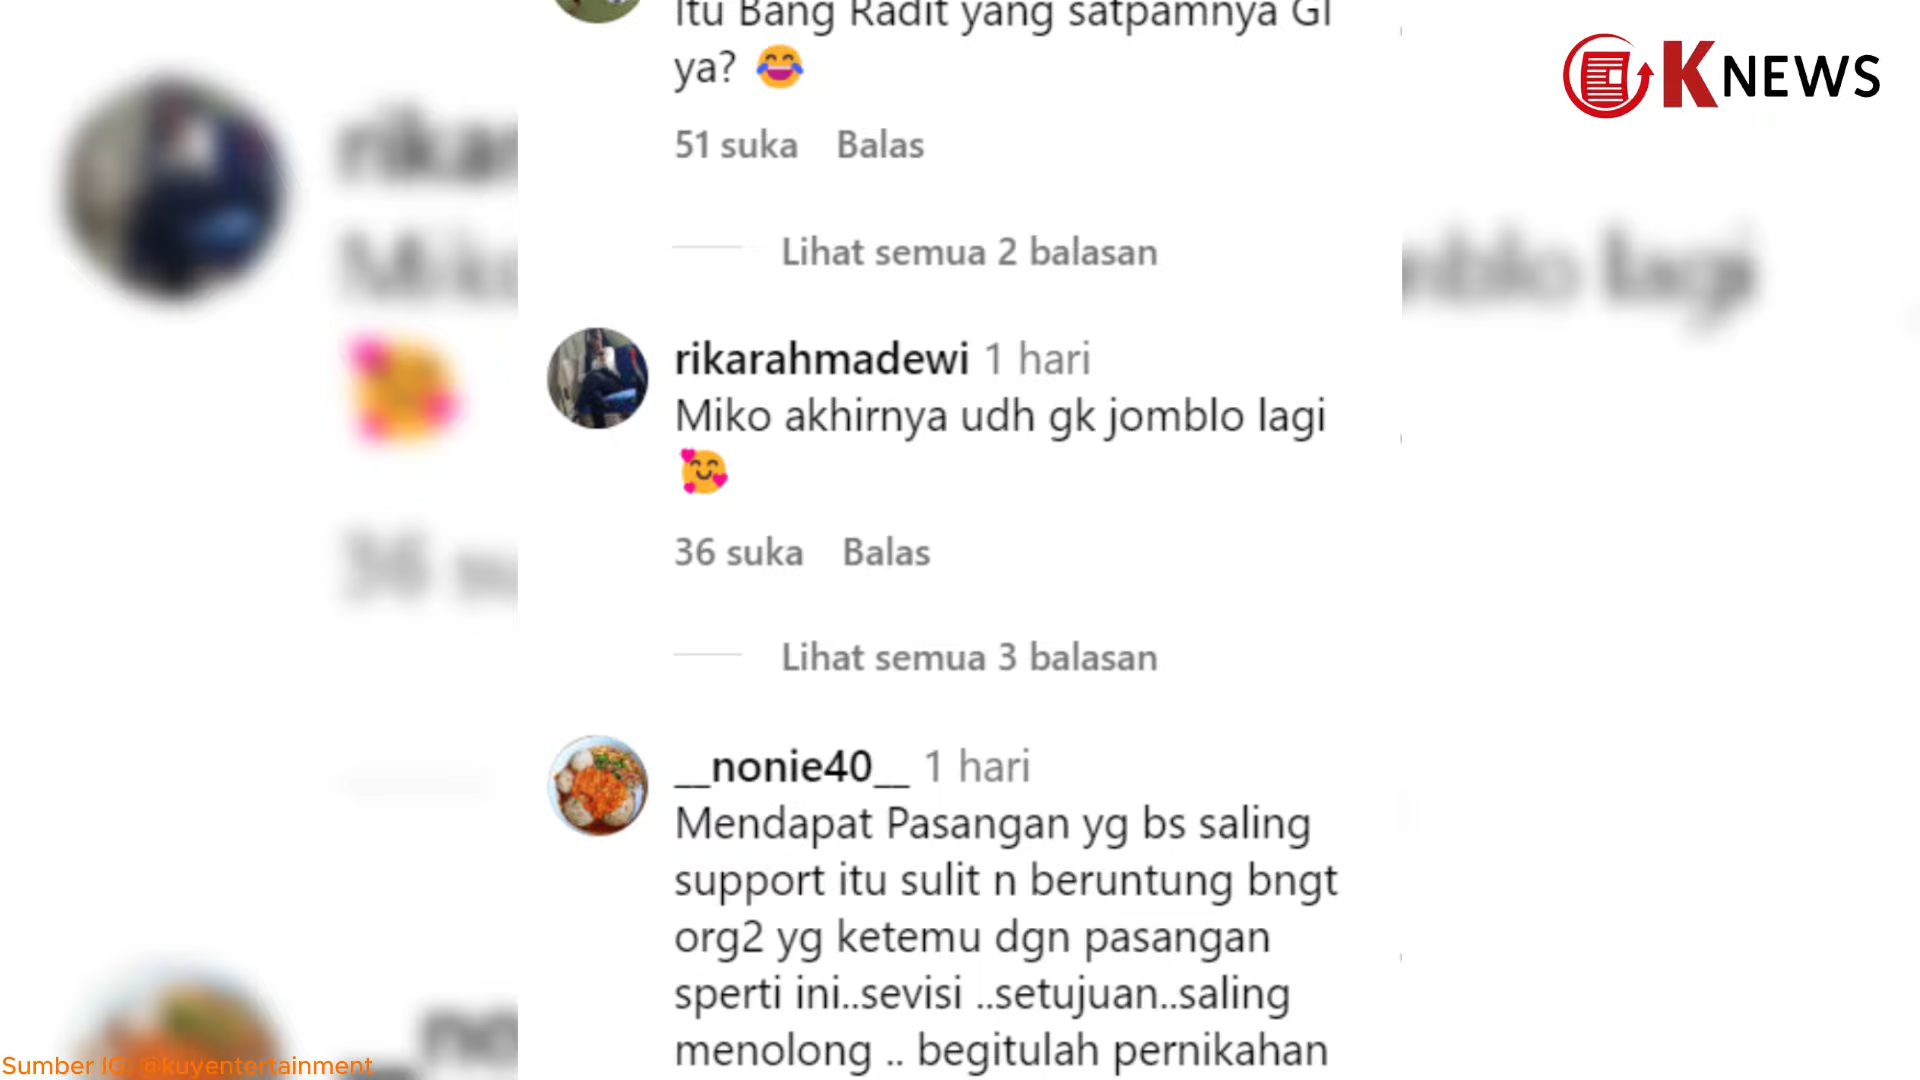 Itu Bang Radit yang satpamnya GI
ya? 😂
51 suka Balas
Lihat semua 2 balasan
rikarahmadewi 1 hari
Miko akhirnya udh gk jomblo lagi
🥰
36 suka Balas
Lihat semua 3 balasan
__nonie40__ 1 hari
Mendapat Pasangan yg bs saling
support itu sulit n beruntung bngt
org2 yg ketemu dgn pasangan
sperti ini..sevisi ..setujuan..saling
menolong .. begitulah pernikahan
KNEWS
Sumber IG: @kuyentertainment